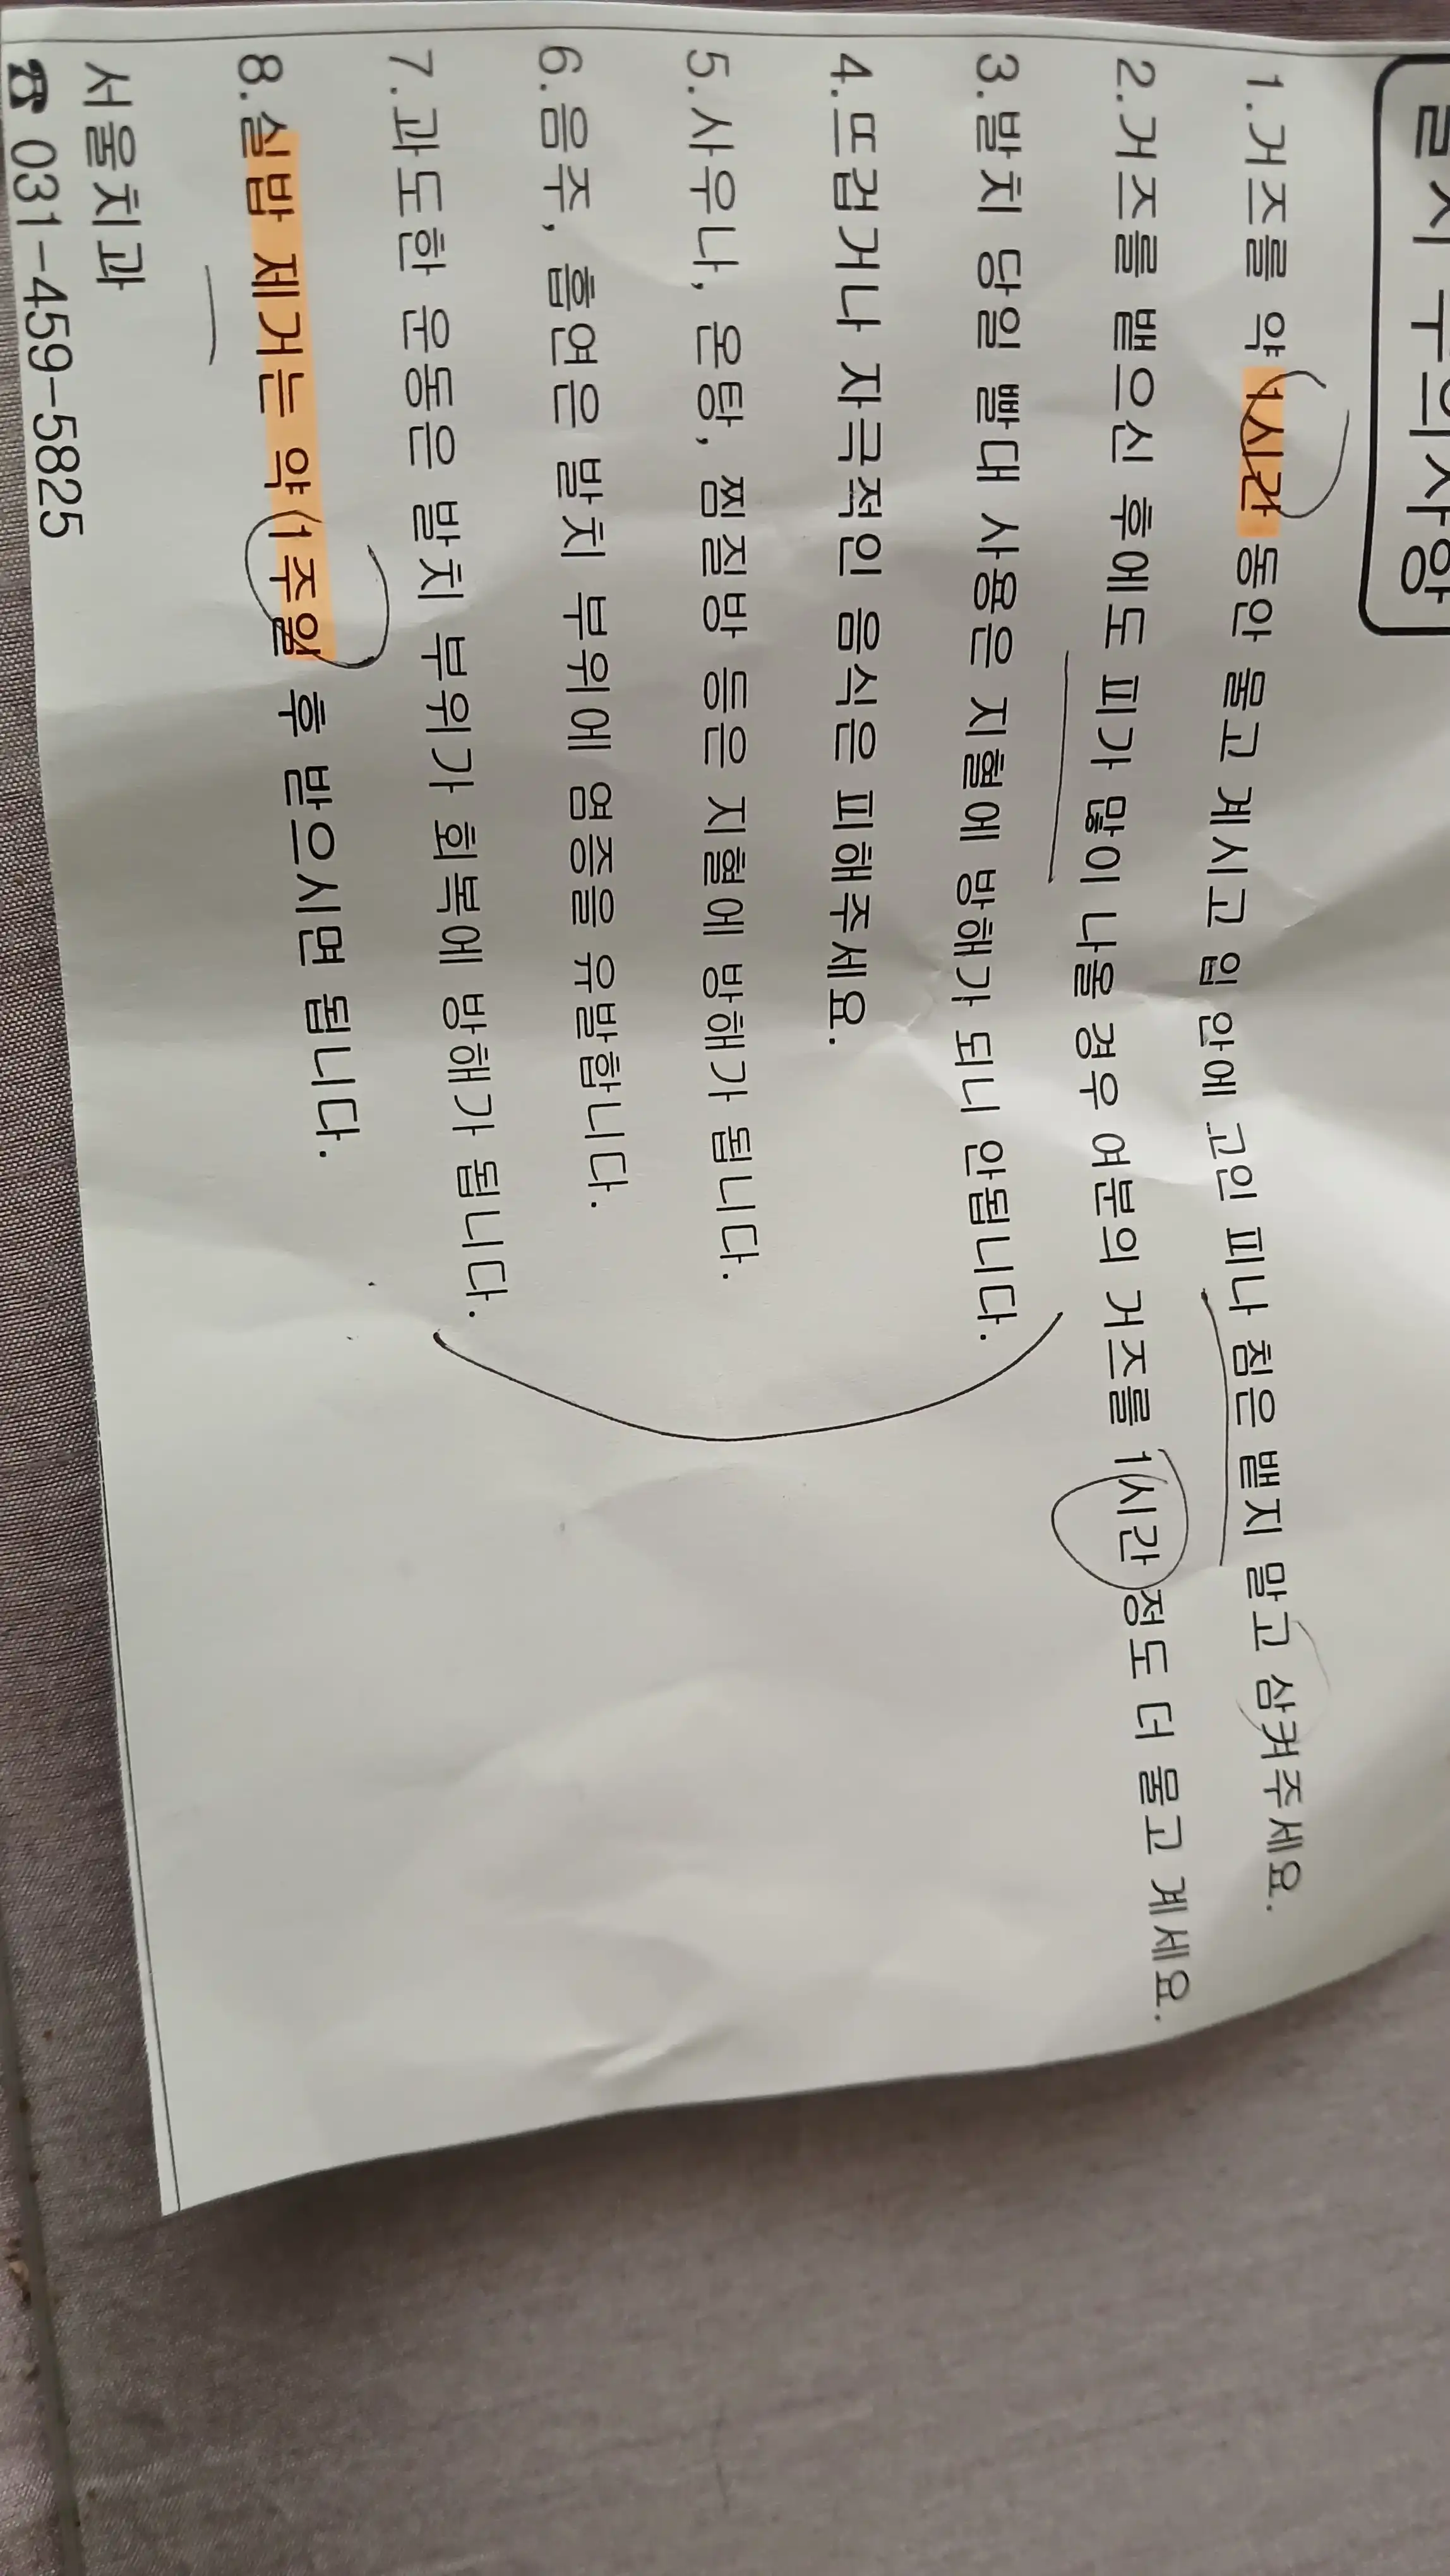 발치 주의사항
1.거즈를 약 1시간 동안 물고 계시고 입 안에 고인 피나 침은 뱉지 말고 삼켜주세요.
2.거즈를 뱉으신 후에도 피가 많이 나올 경우 여분의 거즈를 1시간 정도 더 물고 계세요.
3.발치 당일 빨대 사용은 지혈에 방해가 되니 안됩니다.
4.뜨겁거나 자극적인 음식은 피해주세요.
5.사우나, 온탕, 찜질방 등은 지혈에 방해가 됩니다.
6.음주, 흡연은 발치 부위에 염증을 유발합니다.
7.과도한 운동은 발치 부위가 회복에 방해가 됩니다.
8.실밥 제거는 약 1주일 후 받으시면 됩니다.
서울치과
☎ 031-459-5825